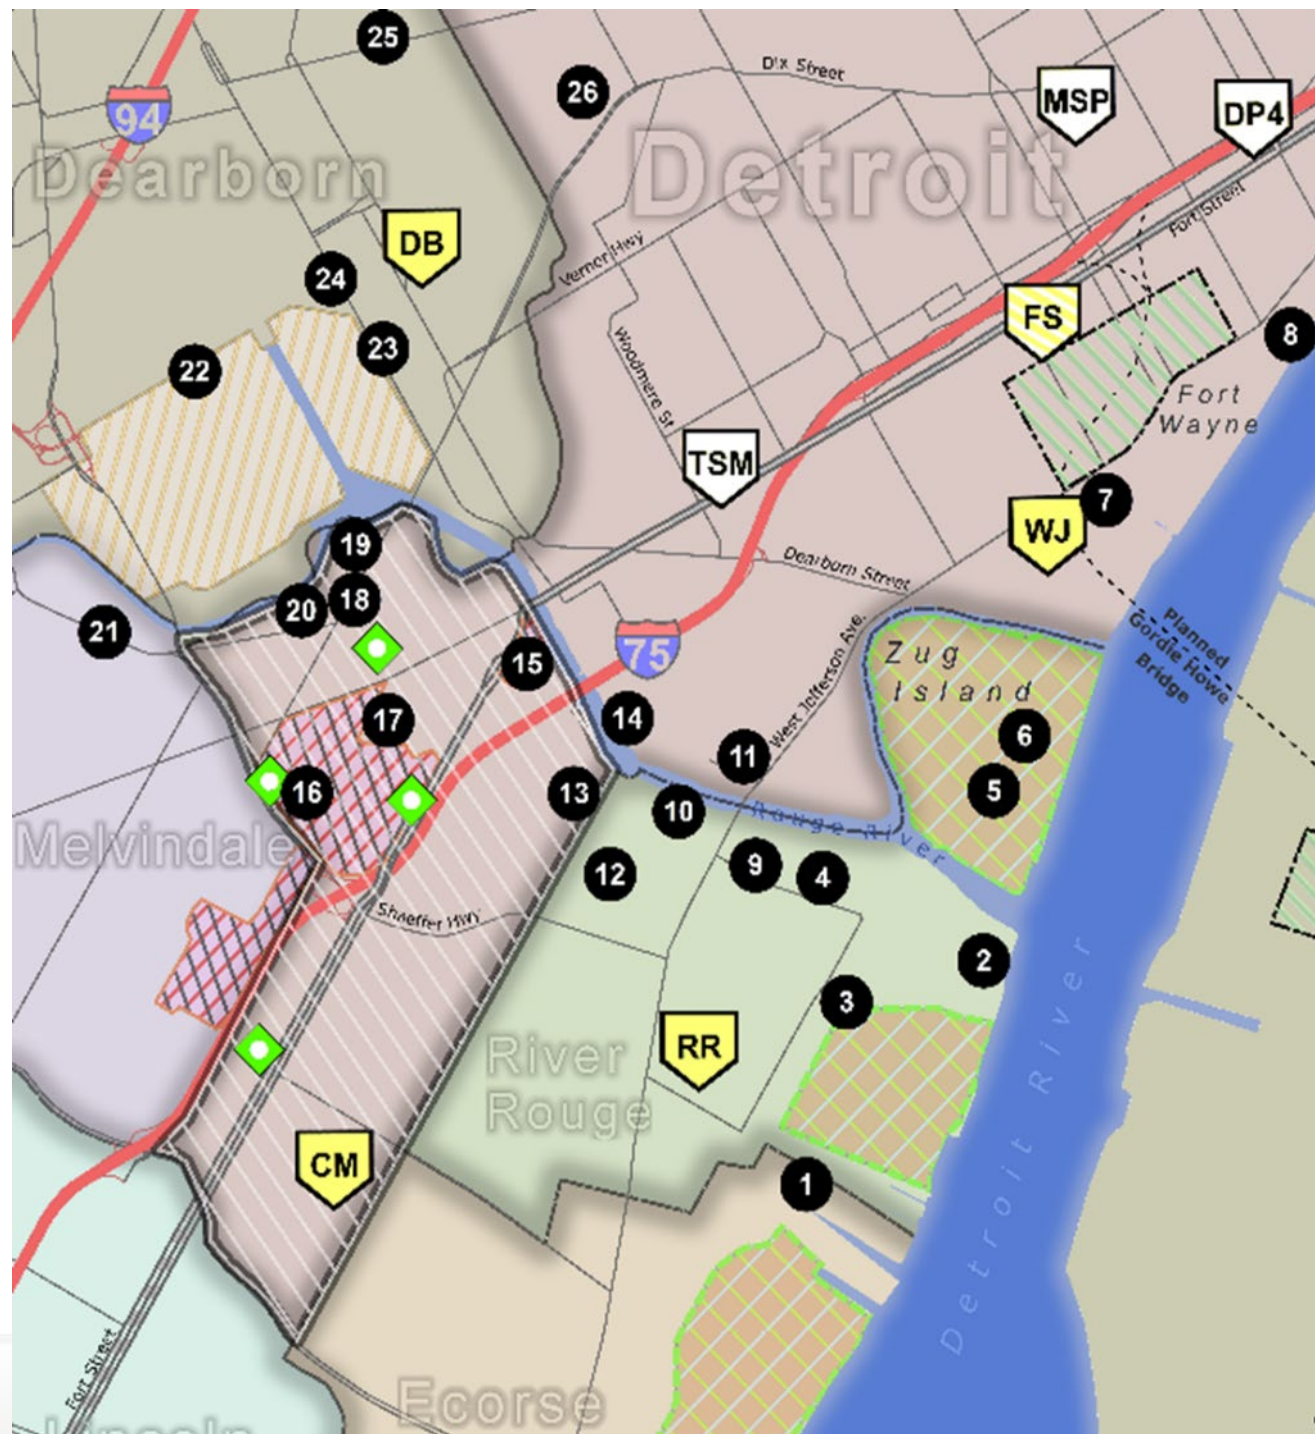 25
26
Dix Street
MSP
DP4
94
Dearborn
Detroit
Fort Street
DB
Vernor Hwy
24
FS
8
23
22
Woodmere St
Fort
Wayne
TSM
7
WJ
19
Dearborn Street
20
18
21
Planned
Gordie Howe
Bridge
West Jefferson Ave.
75
15
Zug
Island
17
14
6
11
16
13
5
10
Rouge River
Melvindale
12
9
4
Shaeffer Hwy
2
3
River
Rouge
RR
Detroit River
CM
1
Fort Street
Ecorse
Lincoln